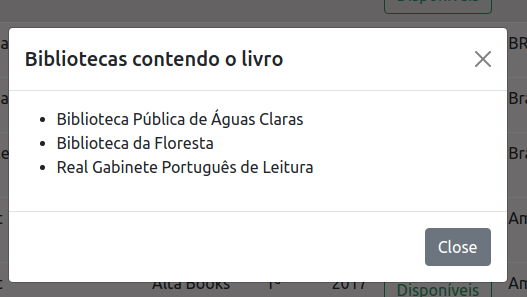 Disponíveis
BR
Bibliotecas contendo o livro
Bra
Biblioteca Pública de Águas Claras
Biblioteca da Floresta
Real Gabinete Português de Leitura
Bra
Am
Close
Alta Books 1ª 2017 Disponíveis Am